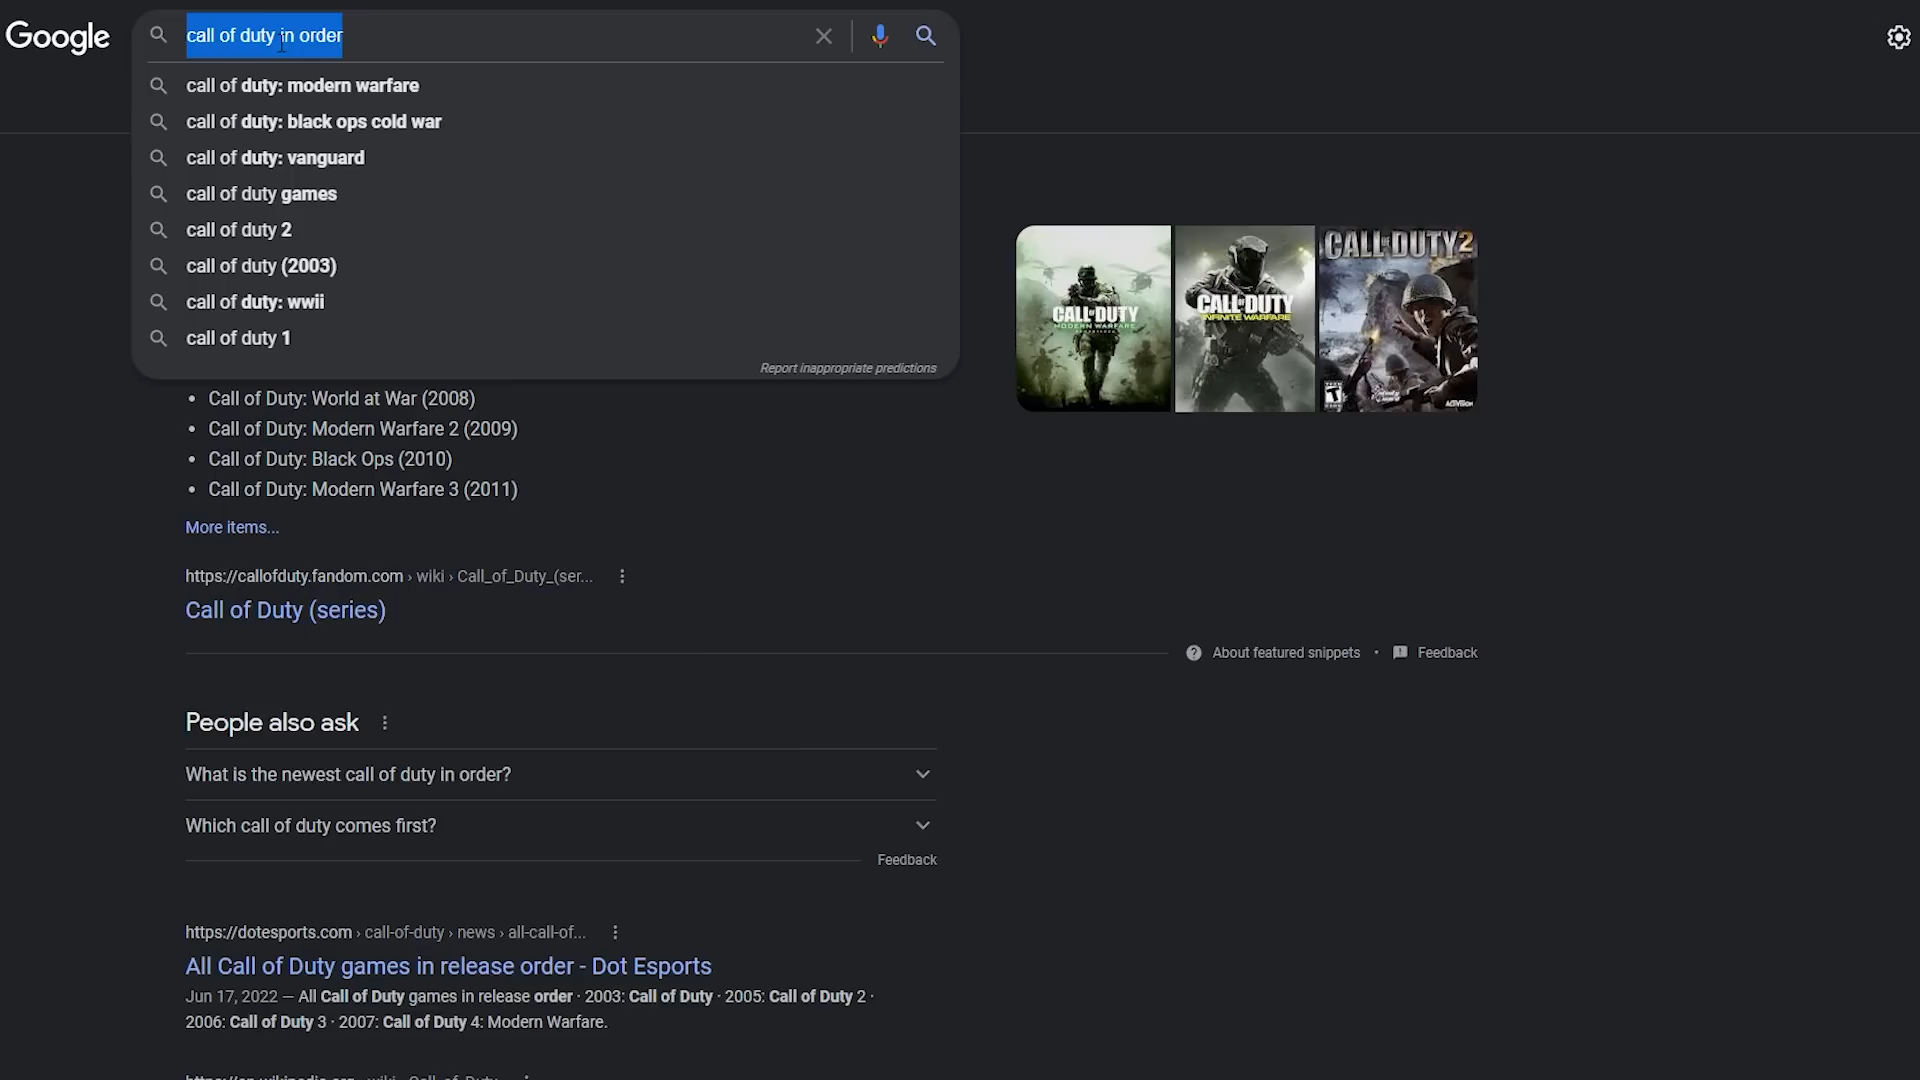 Google
call of duty in order
call of duty: modern warfare
call of duty: black ops cold war
call of duty: vanguard
call of duty games
call of duty 2
call of duty (2003)
call of duty: wwii
call of duty 1
Report inappropriate predictions
CALL OF DUTY
MODERN WARFARE
CALL OF DUTY
INFINITE WARFARE
CALL OF DUTY 2
ACTIVISION
• Call of Duty: World at War (2008)
• Call of Duty: Modern Warfare 2 (2009)
• Call of Duty: Black Ops (2010)
• Call of Duty: Modern Warfare 3 (2011)
More items...
https://callofduty.fandom.com › wiki › Call_of_Duty_(ser...
Call of Duty (series)
About featured snippets • Feedback
People also ask
What is the newest call of duty in order?
Which call of duty comes first?
Feedback
https://dotesports.com › call-of-duty › news › all-call-of...
All Call of Duty games in release order - Dot Esports
Jun 17, 2022 — All Call of Duty games in release order · 2003: Call of Duty · 2005: Call of Duty 2 ·
2006: Call of Duty 3 · 2007: Call of Duty 4: Modern Warfare.